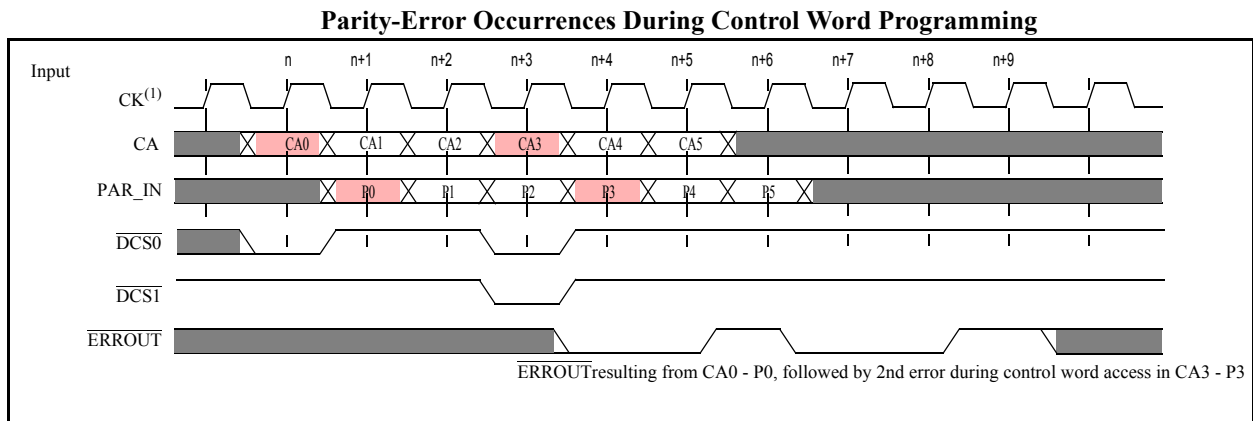 Parity-Error Occurrences During Control Word Programming
Input
n n+1 n+2 n+3 n+4 n+5 n+6 n+7 n+8 n+9
CK(1)
CA CA0 CA1 CA2 CA3 CA4 CA5
PAR_IN P0 P1 P2 P3 P4 P5
DCS0
DCS1
ERROUT
ERROUTresulting from CA0 - P0, followed by 2nd error during control word access in CA3 - P3